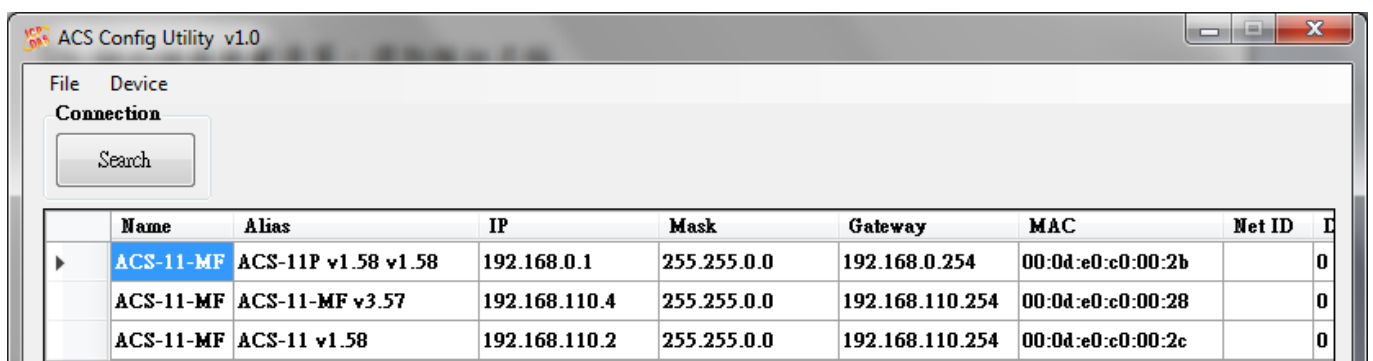 ACS Config Utility v1.0
File Device
Connection
Search
Name Alias IP Mask Gateway MAC Net ID
ACS-11-MF ACS-11P v1.58 v1.58 192.168.0.1 255.255.0.0 192.168.0.254 00:0d:e0:c0:00:2b 0
ACS-11-MF ACS-11-MF v3.57 192.168.110.4 255.255.0.0 192.168.110.254 00:0d:e0:c0:00:28 0
ACS-11-MF ACS-11 v1.58 192.168.110.2 255.255.0.0 192.168.110.254 00:0d:e0:c0:00:2c 0